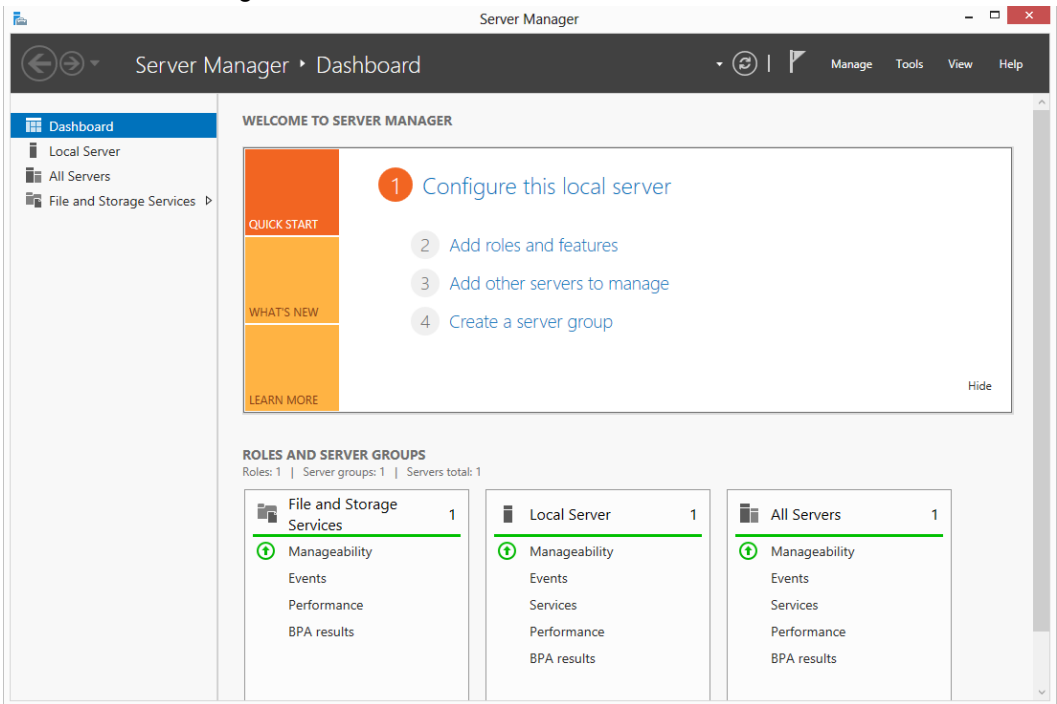 Server Manager
Server Manager • Dashboard
Manage Tools View Help
Dashboard
Local Server
All Servers
File and Storage Services
WELCOME TO SERVER MANAGER
QUICK START
WHAT'S NEW
LEARN MORE
1 Configure this local server
2 Add roles and features
3 Add other servers to manage
4 Create a server group
Hide
ROLES AND SERVER GROUPS
Roles: 1 | Server groups: 1 | Servers total: 1
File and Storage
Services 1
Manageability
Events
Performance
BPA results
Local Server 1
Manageability
Events
Services
Performance
BPA results
All Servers 1
Manageability
Events
Services
Performance
BPA results